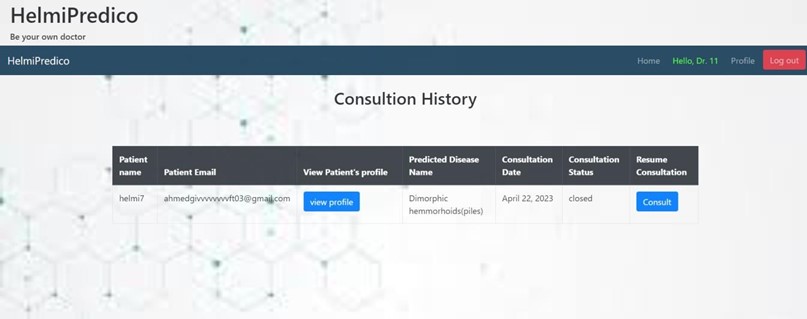 HelmiPredico
Be your own doctor
HelmiPredico Home Hello, Dr. 11 Profile Log out
Consultion History
Patient name Patient Email View Patient's profile Predicted Disease Name Consultation Date Consultation Status Resume Consultation
helmi7 ahmedgivvvvvvvft03@gmail.com view profile Dimorphic hemmorhoids(piles) April 22, 2023 closed Consult